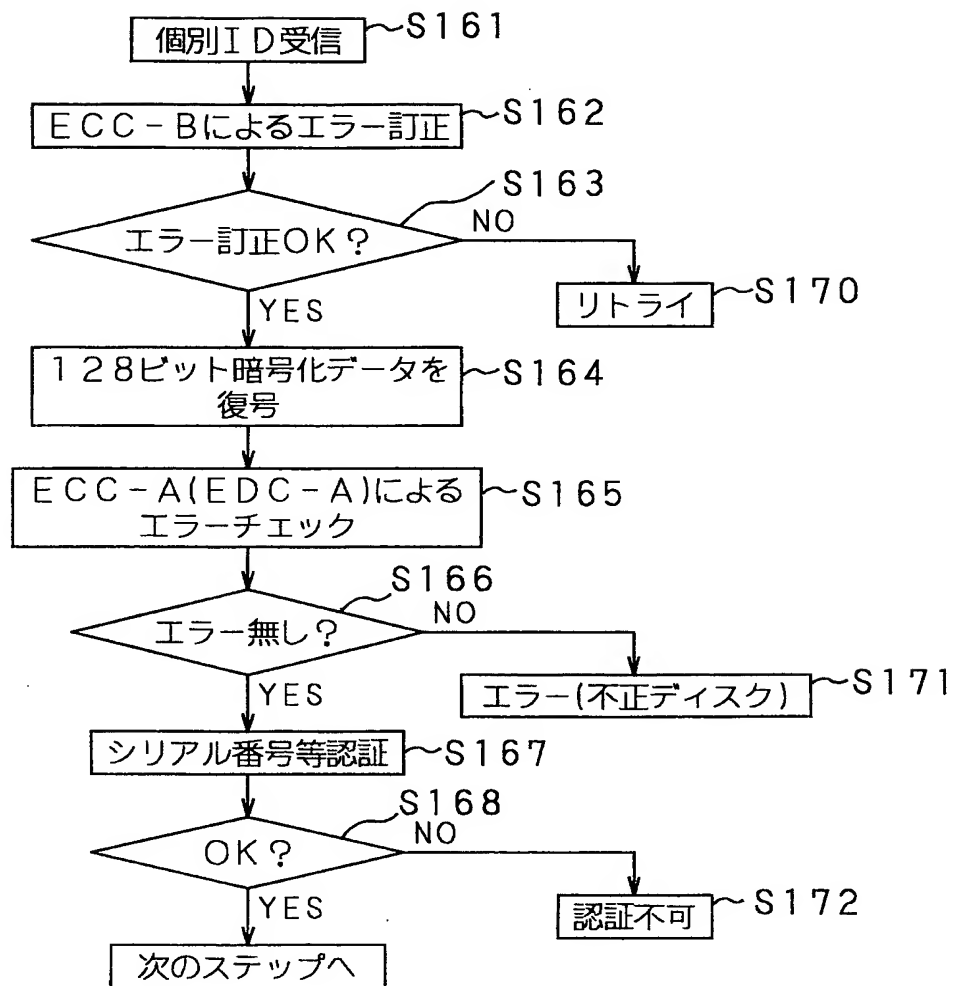 個別ＩＤ受信
S161
ＥＣＣ－Ｂによるエラー訂正
S162
S163
エラー訂正ＯＫ？
NO
YES
リトライ
S170
１２８ビット暗号化データを
復号
S164
ＥＣＣ－Ａ(ＥＤＣ－Ａ)による
エラーチェック
S165
S166
エラー無し？
NO
YES
エラー(不正ディスク)
S171
シリアル番号等認証
S167
S168
ＯＫ？
NO
YES
認証不可
S172
次のステップへ